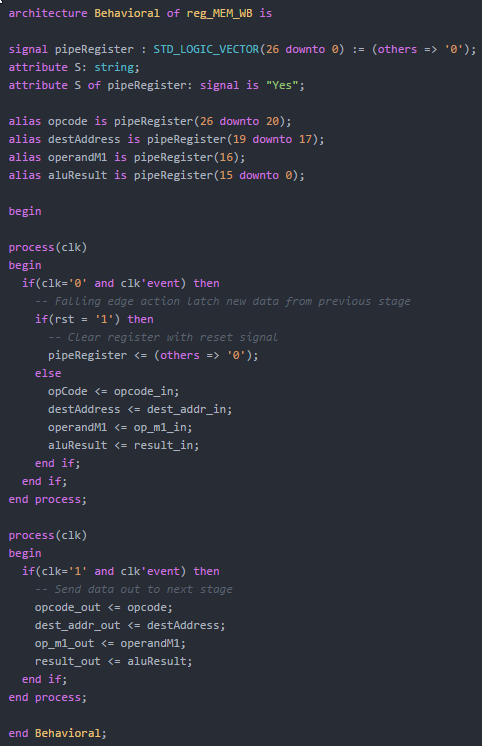 architecture Behavioral of reg_MEM_WB is
signal pipeRegister : STD_LOGIC_VECTOR(26 downto 0) := (others => '0');
attribute S: string;
attribute S of pipeRegister: signal is "Yes";
alias opcode is pipeRegister(26 downto 20);
alias destAddress is pipeRegister(19 downto 17);
alias operandM1 is pipeRegister(16);
alias aluResult is pipeRegister(15 downto 0);
begin
process(clk)
begin
if(clk='0' and clk'event) then
-- Falling edge action latch new data from previous stage
if(rst = '1') then
-- Clear register with reset signal
pipeRegister <= (others => '0');
else
opCode <= opcode_in;
destAddress <= dest_addr_in;
operandM1 <= op_m1_in;
aluResult <= result_in;
end if;
end if;
end process;
process(clk)
begin
if(clk='1' and clk'event) then
-- Send data out to next stage
opcode_out <= opcode;
dest_addr_out <= destAddress;
op_m1_out <= operandM1;
result_out <= aluResult;
end if;
end process;
end Behavioral;